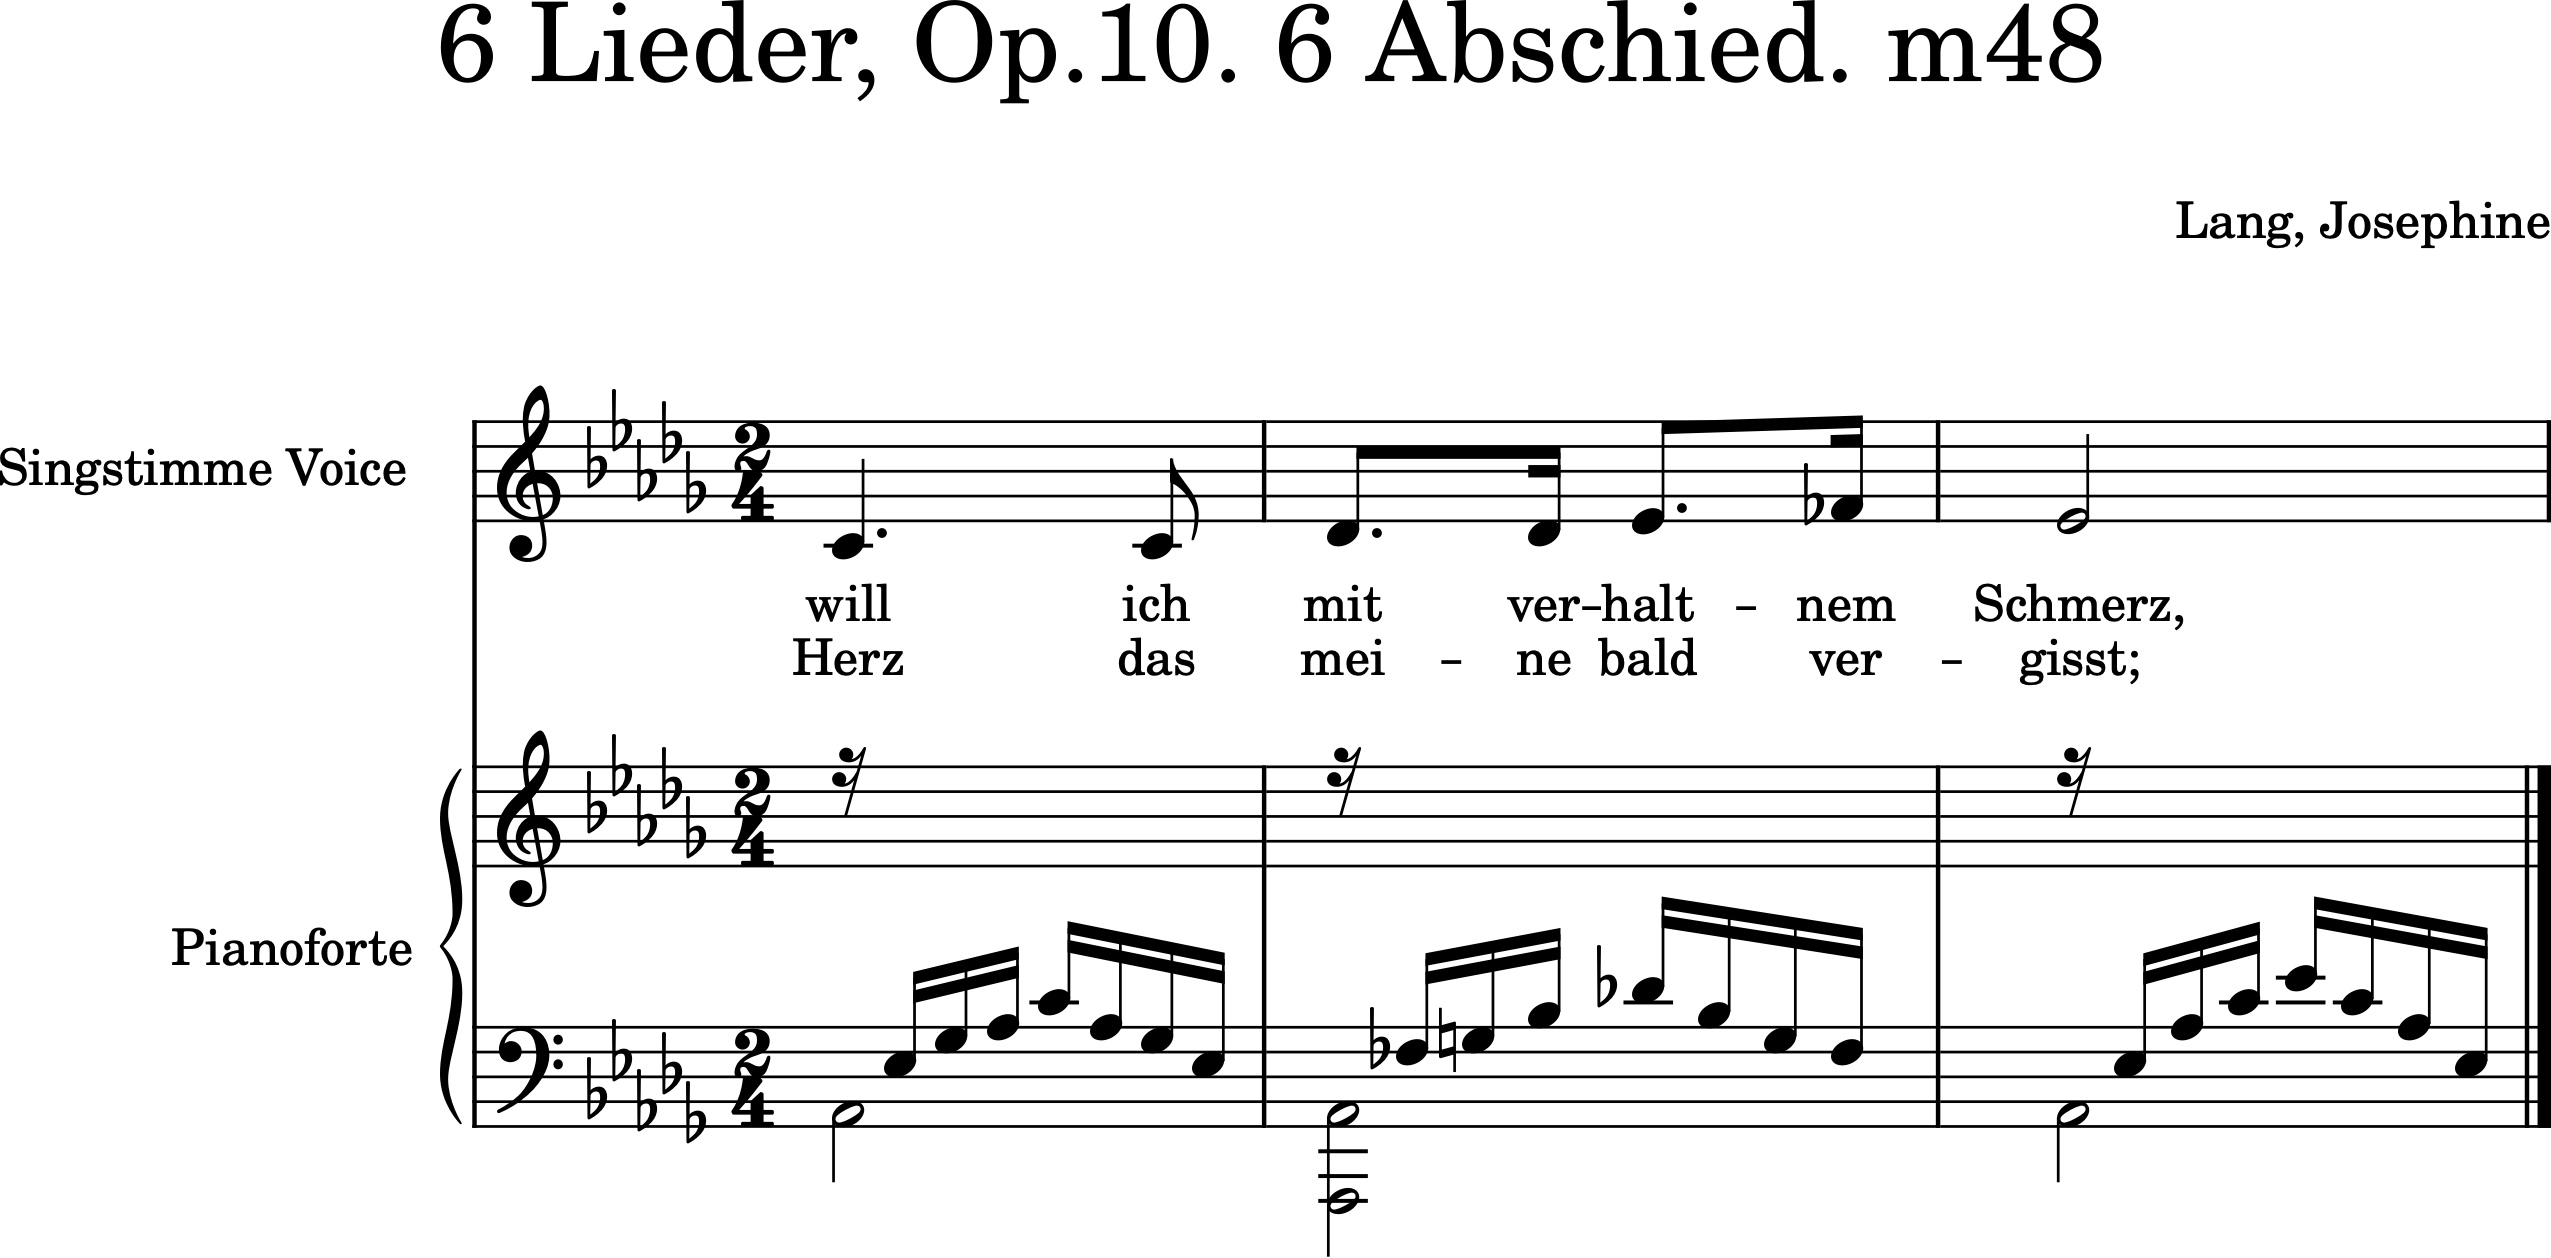 6 Lieder, Op.10. 6 Abschied. m48
Lang, Josephine
Singstimme Voice
will ich mit ver-halt - nem Schmerz,
Herz das mei - ne bald ver - gisst;
Pianoforte